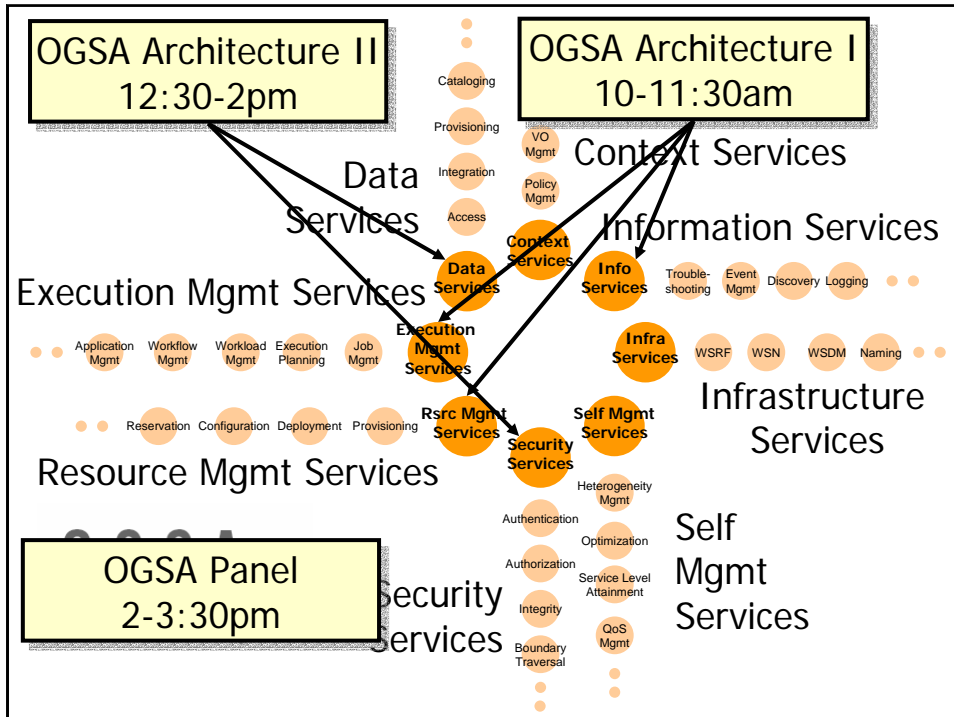 OGSA Architecture II
12:30-2pm
OGSA Architecture I
10-11:30am
Cataloging
Provisioning
Integration
Access
Data
Services
VO
Mgmt
Policy
Mgmt
Context Services
Information Services
Context
Services
Data
Services
Info
Services
Trouble-
shooting
Event
Mgmt
Discovery
Logging
Execution Mgmt Services
Application
Mgmt
Workflow
Mgmt
Workload
Mgmt
Execution
Planning
Job
Mgmt
Execution
Mgmt
Services
Infra
Services
WSRF
WSN
WSDM
Naming
Infrastructure
Services
Reservation
Configuration
Deployment
Provisioning
Rsrc Mgmt
Services
Self Mgmt
Services
Security
Services
Resource Mgmt Services
OGSA Panel
2-3:30pm
Security
Services
Authentication
Authorization
Integrity
Boundary
Traversal
Heterogeneity
Mgmt
Optimization
Service Level
Attainment
QoS
Mgmt
Self
Mgmt
Services